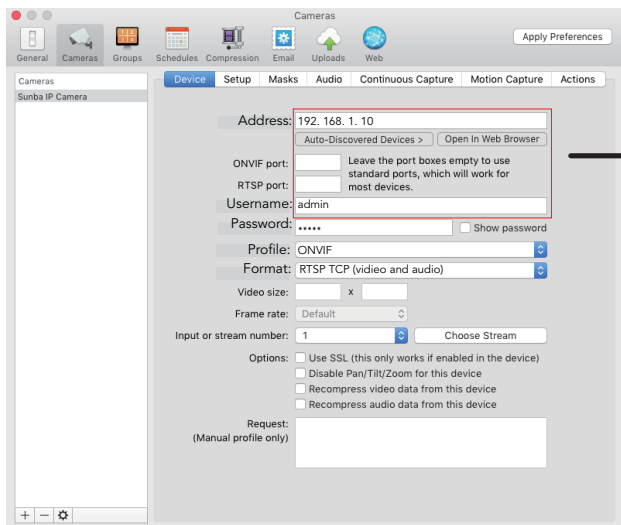 Cameras
General Cameras Groups Schedules Compression Email Uploads Web Apply Preferences
Cameras
Sunba IP Camera
Device Setup Masks Audio Continuous Capture Motion Capture Actions
Address: 192. 168. 1. 10
Auto-Discovered Devices > Open In Web Browser
ONVIF port: Leave the port boxes empty to use
standard ports, which will work for
RTSP port: most devices.
Username: admin
Password: ••••• Show password
Profile: ONVIF
Format: RTSP TCP (vidieo and audio)
Video size: x
Frame rate: Default
Input or stream number: 1 Choose Stream
Options: Use SSL (this only works if enabled in the device)
Disable Pan/Tilt/Zoom for this device
Recompress video data from this device
Recompress audio data from this device
Request:
(Manual profile only)